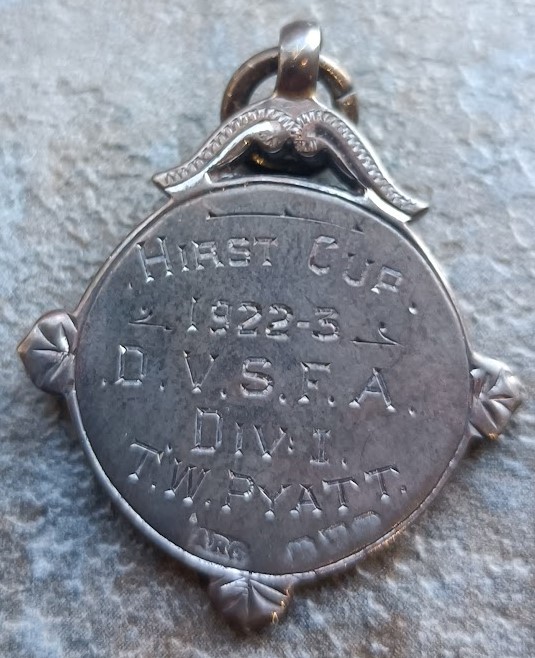 HIRST CUP.
1922-3
D.V.S.F.A.
DIV. I.
T.W. PYATT.